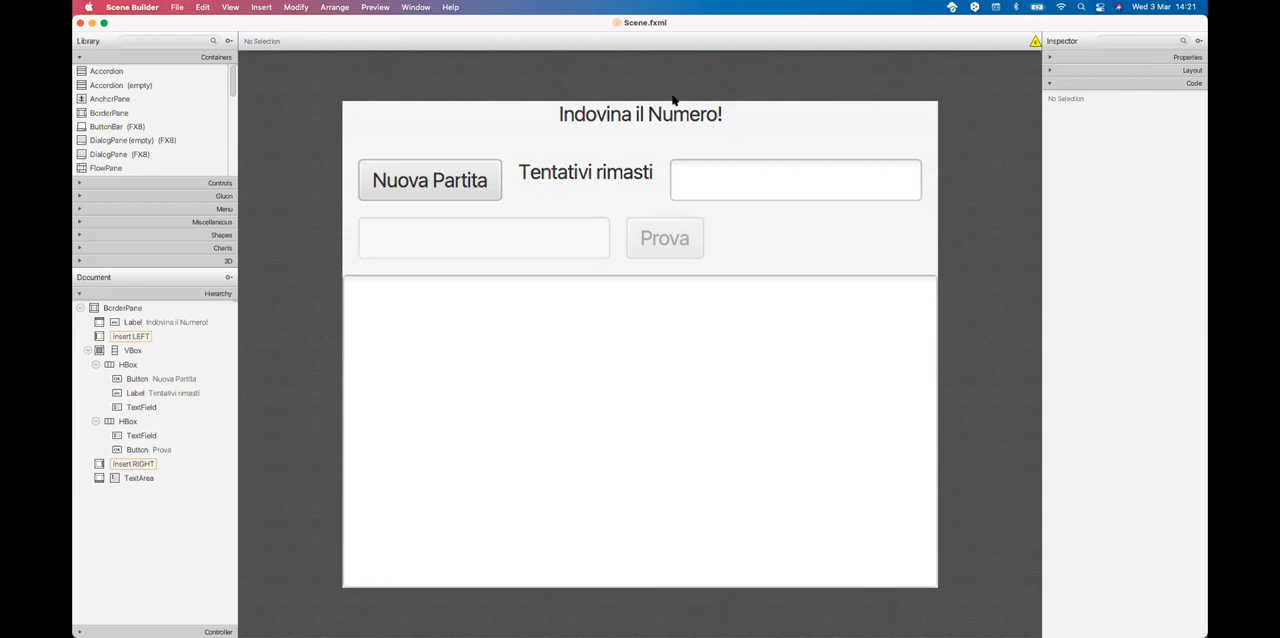 Scene Builder File Edit View Insert Modify Arrange Preview Window Help
Wed 3 Mar 14:21
Scene.fxml
Library
No Selection
Inspector
Containers
Properties
Accordion
Layout
Accordion (empty)
Code
AnchorPane
No Selection
BorderPane
ButtonBar (FX8)
DialogPane (empty) (FX8)
DialogPane (FX8)
FlowPane
Controls
Gluon
Menu
Miscellaneous
Shapes
Charts
3D
Document
Hierarchy
BorderPane
Label Indovina il Numero!
insert LEFT
VBox
HBox
Button Nuova Partita
Label Tentativi rimasti
TextField
HBox
TextField
Button Prova
insert RIGHT
TextArea
Controller
Indovina il Numero!
Nuova Partita
Tentativi rimasti
Prova